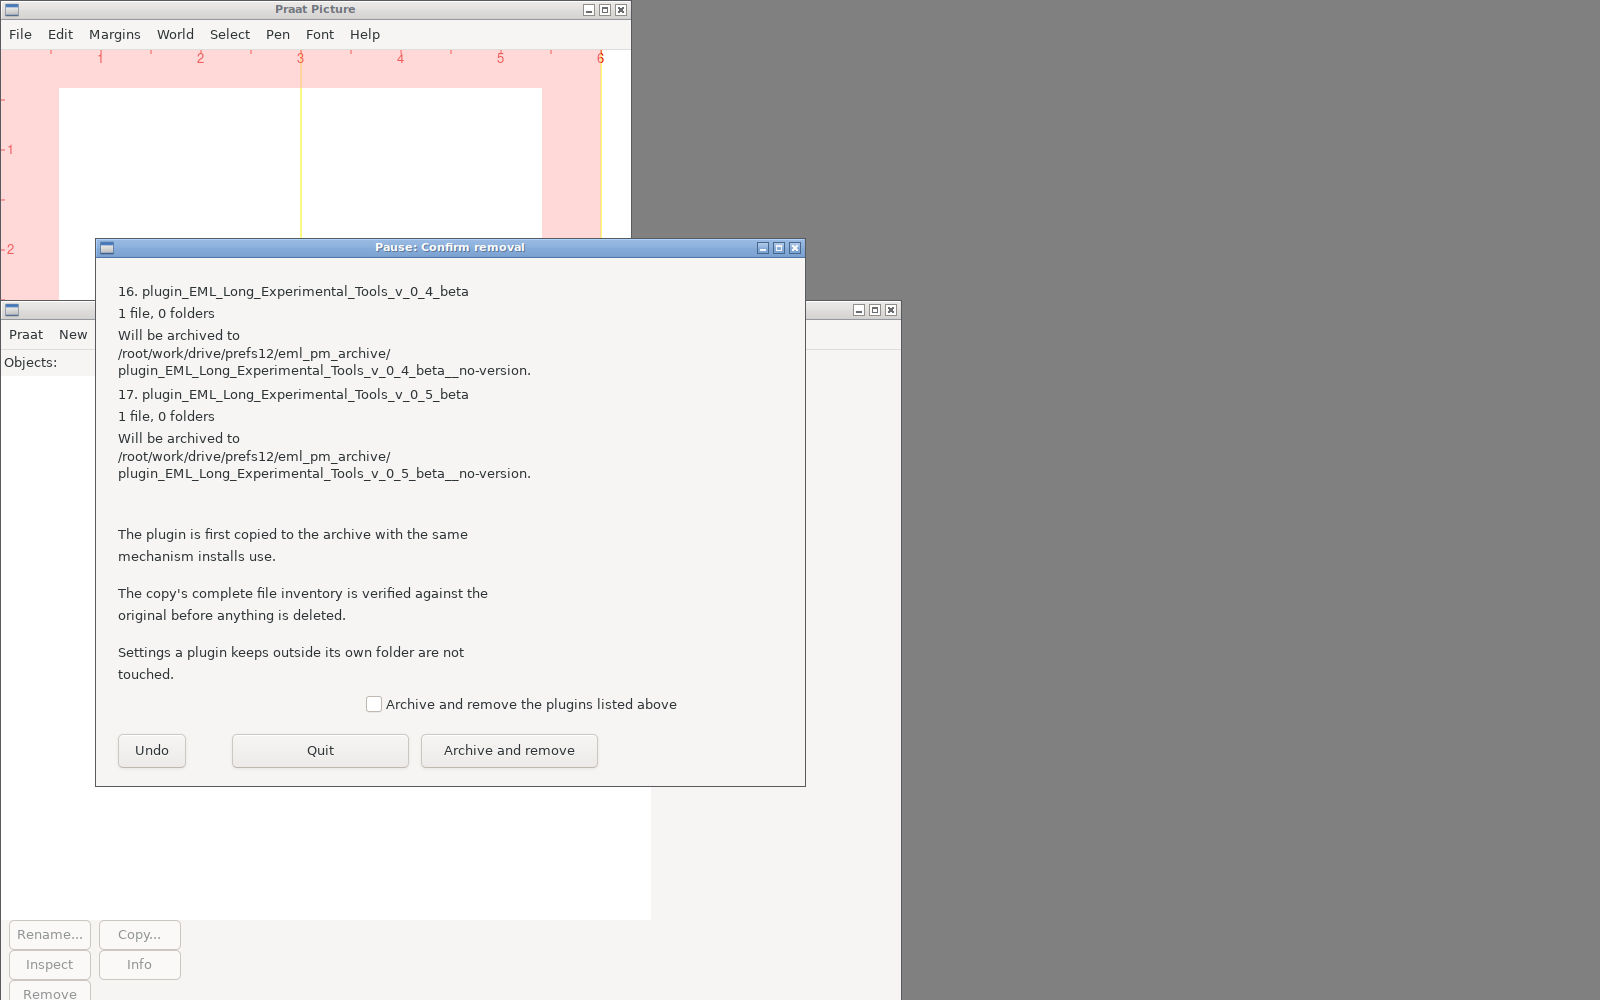 Praat Picture
File Edit Margins World Select Pen Font Help
1 2 3 4 5 6
1
2
Pause: Confirm removal
16. plugin_EML_Long_Experimental_Tools_v_0_4_beta
1 file, 0 folders
Will be archived to
/root/work/drive/prefs12/eml_pm_archive/
plugin_EML_Long_Experimental_Tools_v_0_4_beta__no-version.
17. plugin_EML_Long_Experimental_Tools_v_0_5_beta
1 file, 0 folders
Will be archived to
/root/work/drive/prefs12/eml_pm_archive/
plugin_EML_Long_Experimental_Tools_v_0_5_beta__no-version.
The plugin is first copied to the archive with the same
mechanism installs use.
The copy's complete file inventory is verified against the
original before anything is deleted.
Settings a plugin keeps outside its own folder are not
touched.
Archive and remove the plugins listed above
Undo Quit Archive and remove
Praat New
Objects:
Rename... Copy...
Inspect Info
Remove